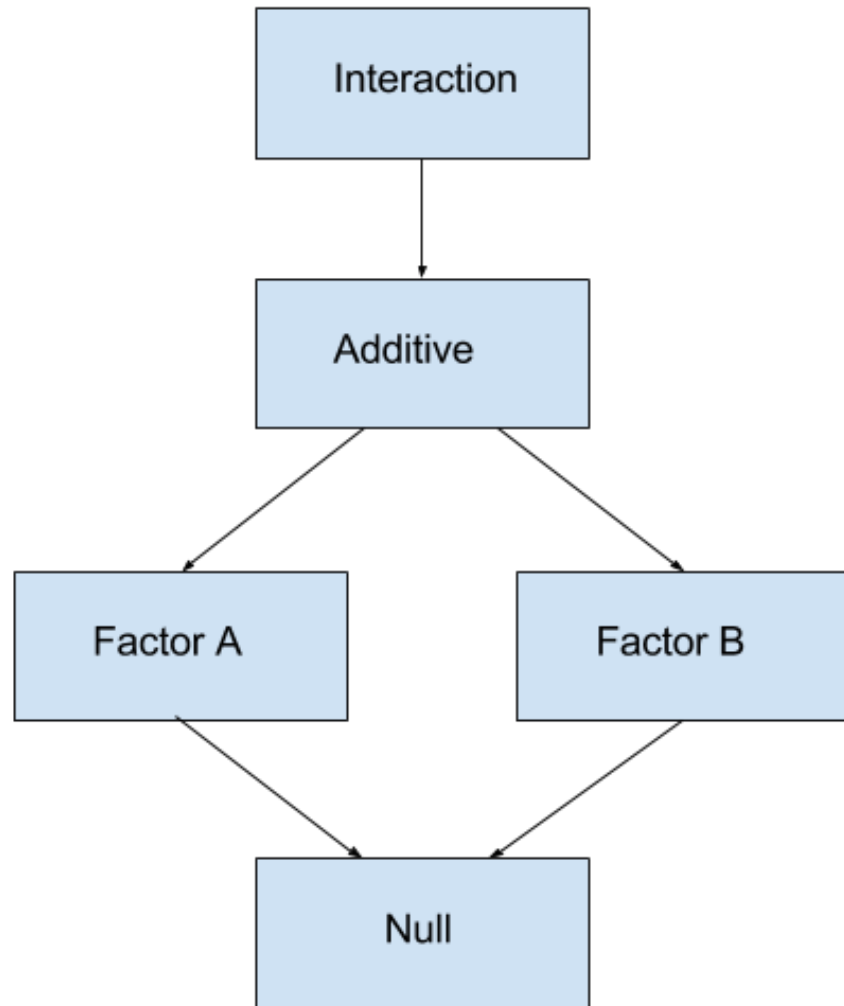 Interaction
Additive
Factor A
Factor B
Null